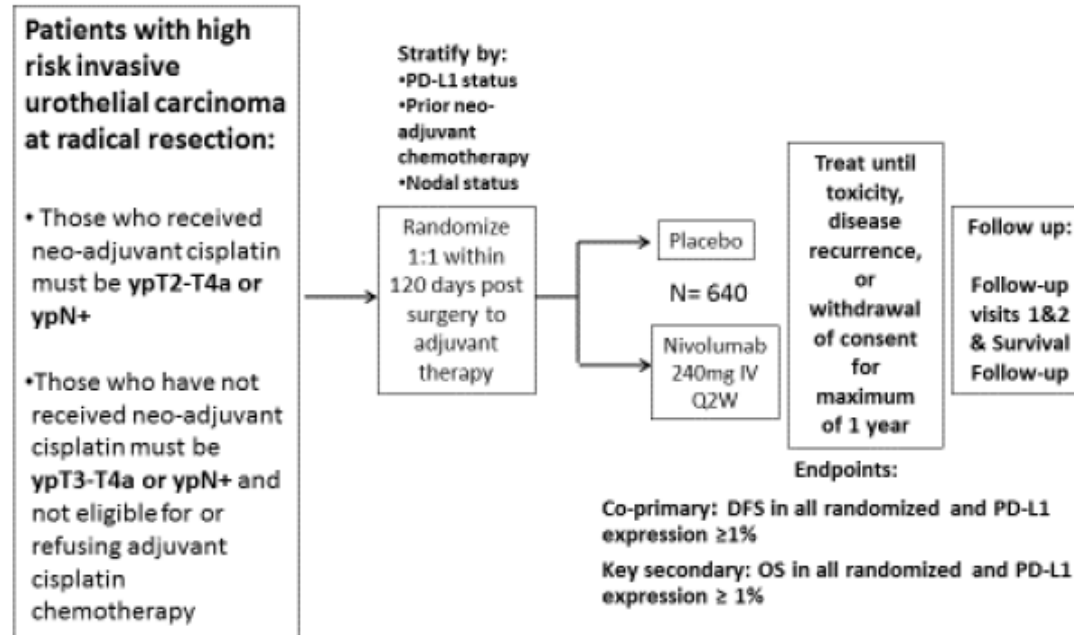 Patients with high
risk invasive
urothelial carcinoma
at radical resection:
• Those who received
neo-adjuvant cisplatin
must be ypT2-T4a or
ypN+
•Those who have not
received neo-adjuvant
cisplatin must be
ypT3-T4a or ypN+ and
not eligible for or
refusing adjuvant
cisplatin
chemotherapy
Stratify by:
•PD-L1 status
•Prior neo-
adjuvant
chemotherapy
•Nodal status
Randomize
1:1 within
120 days post
surgery to
adjuvant
therapy
Placebo
N= 640
Nivolumab
240mg IV
Q2W
Treat until
toxicity,
disease
recurrence,
or
withdrawal
of consent
for
maximum
of 1 year
Follow up:
Follow-up
visits 1&2
& Survival
Follow-up
Endpoints:
Co-primary: DFS in all randomized and PD-L1
expression ≥1%
Key secondary: OS in all randomized and PD-L1
expression ≥ 1%